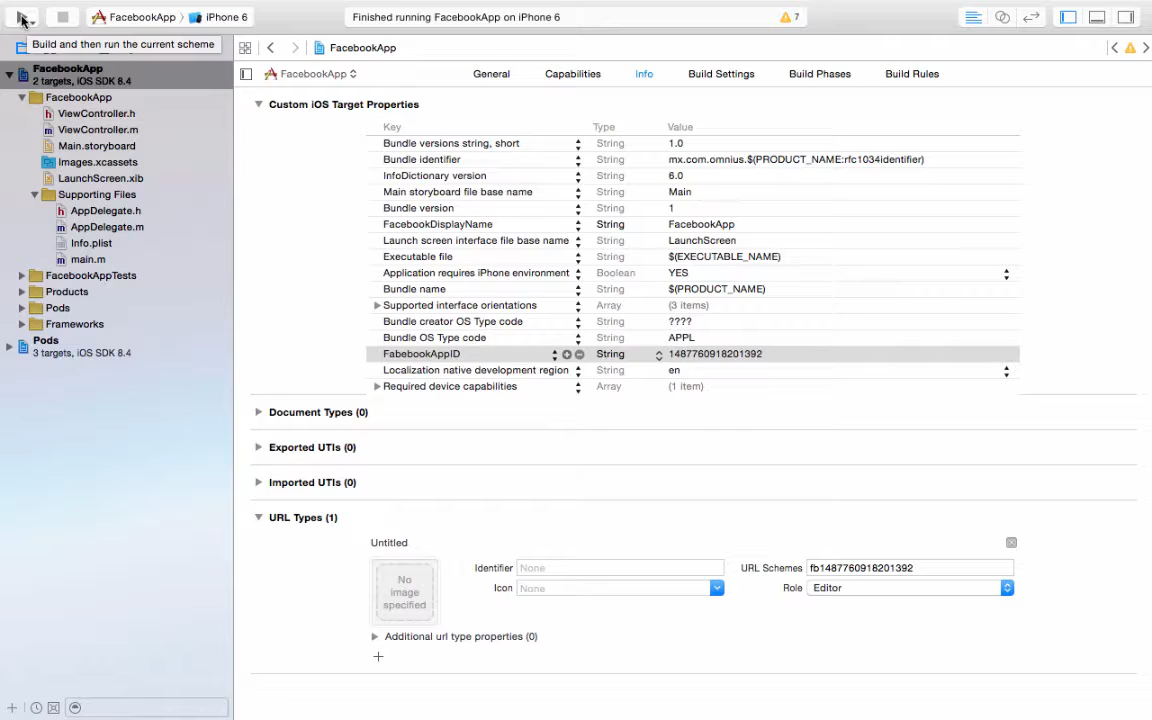 FacebookApp 〉 iPhone 6
Finished running FacebookApp on iPhone 6
7
Build and then run the current scheme
FacebookApp
FacebookApp
2 targets, iOS SDK 8.4
FacebookApp
General
Capabilities
Info
Build Settings
Build Phases
Build Rules
FacebookApp
ViewController.h
ViewController.m
Main.storyboard
Images.xcassets
LaunchScreen.xib
Supporting Files
AppDelegate.h
AppDelegate.m
Info.plist
main.m
FacebookAppTests
Products
Pods
Frameworks
Pods
3 targets, iOS SDK 8.4
Custom iOS Target Properties
Key Type Value
Bundle versions string, short String 1.0
Bundle identifier String mx.com.omnius.$(PRODUCT_NAME:rfc1034identifier)
InfoDictionary version String 6.0
Main storyboard file base name String Main
Bundle version String 1
FacebookDisplayName String FacebookApp
Launch screen interface file base name String LaunchScreen
Executable file String $(EXECUTABLE_NAME)
Application requires iPhone environment Boolean YES
Bundle name String $(PRODUCT_NAME)
Supported interface orientations Array (3 items)
Bundle creator OS Type code String ????
Bundle OS Type code String APPL
FabebookAppID String 1487760918201392
Localization native development region String en
Required device capabilities Array (1 item)
Document Types (0)
Exported UTIs (0)
Imported UTIs (0)
URL Types (1)
Untitled
No
image
specified
Identifier None URL Schemes fb1487760918201392
Icon None Role Editor
Additional url type properties (0)